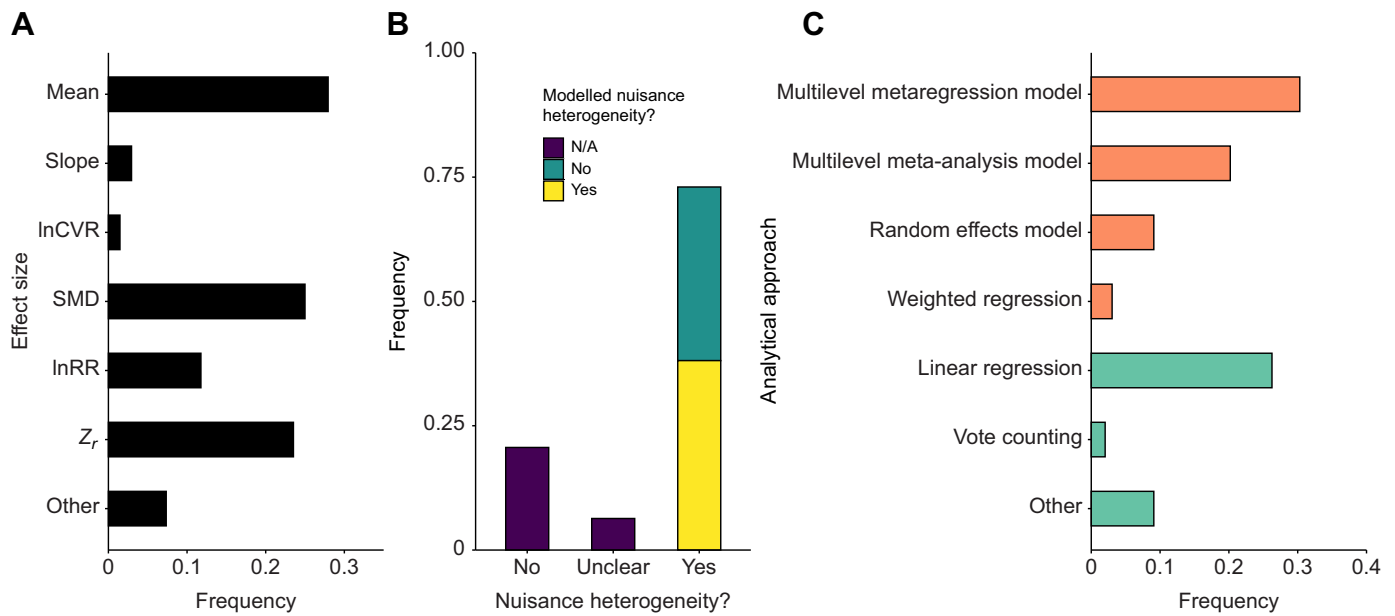 A
Effect size
Mean
Slope
lnCVR
SMD
lnRR
Zr
Other
0
0.1
0.2
0.3
Frequency
B
Frequency
1.00
0.75
0.50
0.25
0
Modelled nuisance
heterogeneity?
N/A
No
Yes
No
Unclear
Yes
Nuisance heterogeneity?
C
Analytical approach
Multilevel metaregression model
Multilevel meta-analysis model
Random effects model
Weighted regression
Linear regression
Vote counting
Other
0
0.1
0.2
0.3
0.4
Frequency